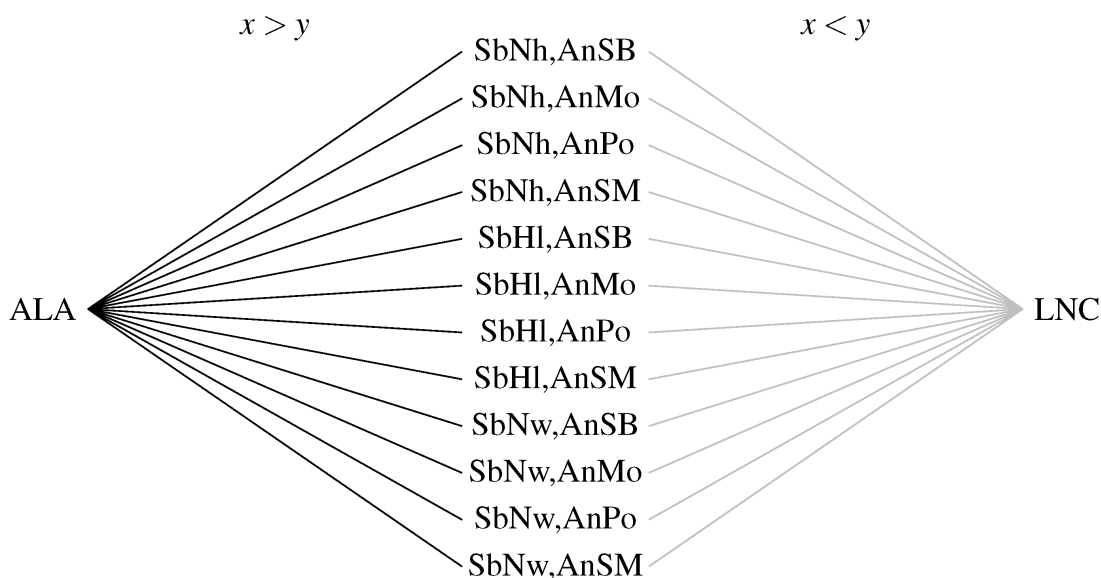 x > y
x < y
SbNh,AnSB
SbNh,AnMo
SbNh,AnPo
SbNh,AnSM
SbHl,AnSB
SbHl,AnMo
ALA
LNC
SbHl,AnPo
SbHl,AnSM
SbNw,AnSB
SbNw,AnMo
SbNw,AnPo
SbNw,AnSM